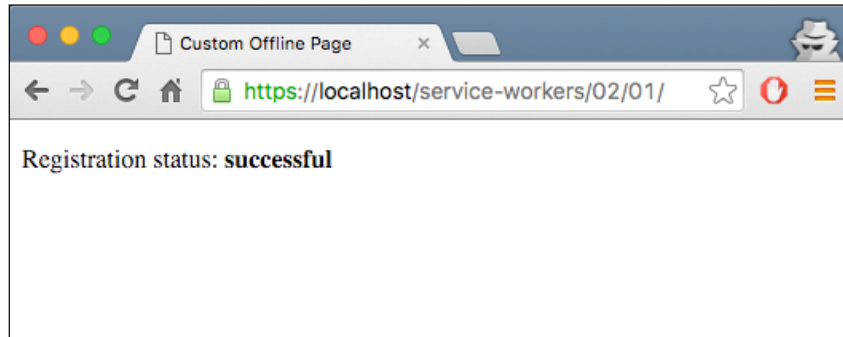 Custom Offline Page
https://localhost/service-workers/02/01/
Registration status: successful